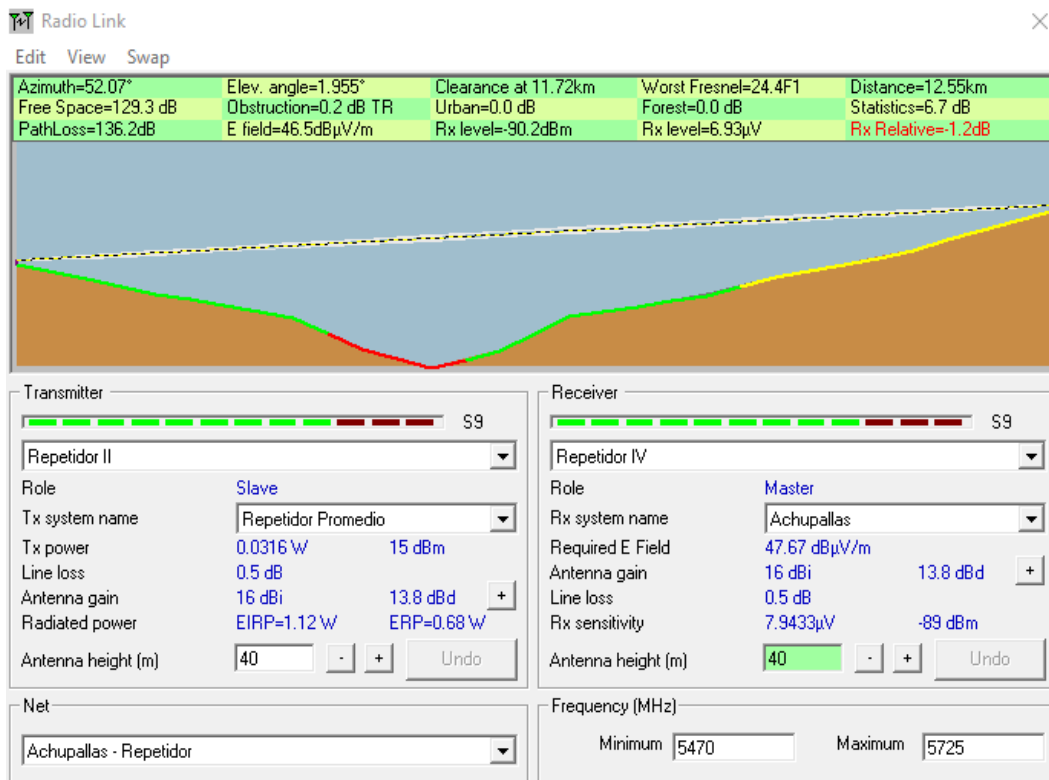 Radio Link
Edit View Swap
Azimuth=52.07° Elev. angle=1.955° Clearance at 11.72km Worst Fresnel=24.4F1 Distance=12.55km
Free Space=129.3 dB Obstruction=0.2 dB TR Urban=0.0 dB Forest=0.0 dB Statistics=6.7 dB
PathLoss=136.2dB E field=46.5dBµV/m Rx level=-90.2dBm Rx level=6.93µV Rx Relative=-1.2dB
Transmitter
S9
Repetidor II
Role Slave
Tx system name Repetidor Promedio
Tx power 0.0316 W 15 dBm
Line loss 0.5 dB
Antenna gain 16 dBi 13.8 dBd +
Radiated power EIRP=1.12 W ERP=0.68 W
Antenna height (m) 40 - + Undo
Net
Achupallas - Repetidor
Receiver
S9
Repetidor IV
Role Master
Rx system name Achupallas
Required E Field 47.67 dBµV/m
Antenna gain 16 dBi 13.8 dBd +
Line loss 0.5 dB
Rx sensitivity 7.9433µV -89 dBm
Antenna height (m) 40 - + Undo
Frequency (MHz)
Minimum 5470 Maximum 5725